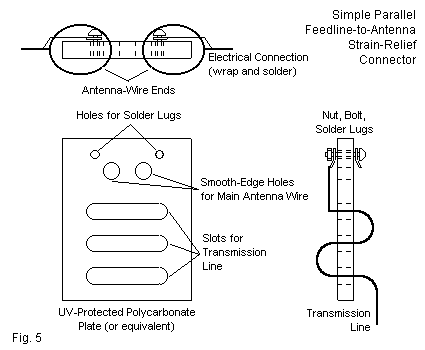 Simple Parallel
Feedline-to-Antenna
Strain-Relief
Connector
Electrical Connection
(wrap and solder)
Antenna-Wire Ends
Holes for Solder Lugs
Nut, Bolt,
Solder Lugs
Smooth-Edge Holes
for Main Antenna Wire
Slots for
Transmission
Line
UV-Protected Polycarbonate
Plate (or equivalent)
Transmission
Line
Fig. 5